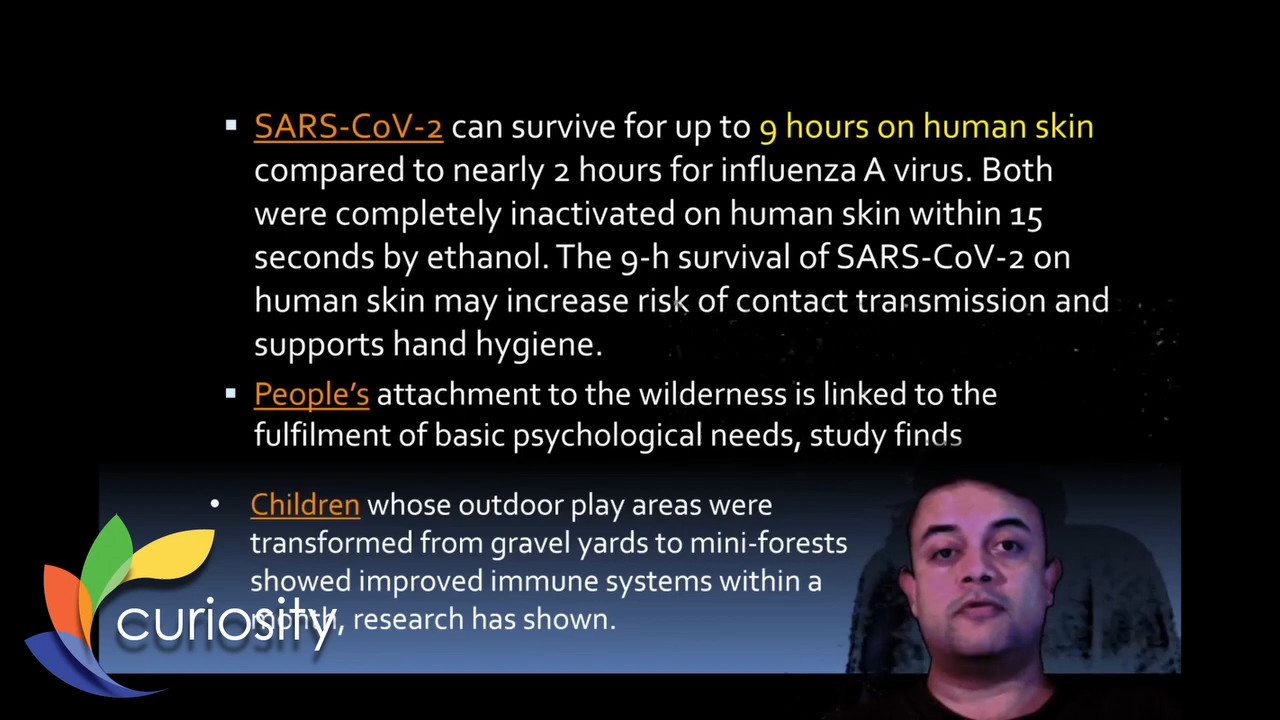 ▪ SARS-CoV-2 can survive for up to 9 hours on human skin
compared to nearly 2 hours for influenza A virus. Both
were completely inactivated on human skin within 15
seconds by ethanol. The 9-h survival of SARS-CoV-2 on
human skin may increase risk of contact transmission and
supports hand hygiene.
▪ People’s attachment to the wilderness is linked to the
fulfilment of basic psychological needs, study finds
• Children whose outdoor play areas were
transformed from gravel yards to mini-forests
showed improved immune systems within a
month, research has shown.
curiosity